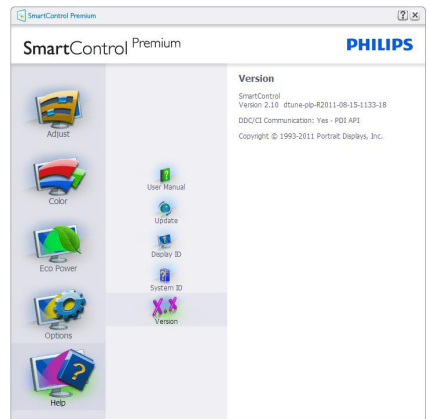 SmartControl Premium
SmartControl Premium
PHILIPS
Adjust
Color
Eco Power
Options
Help
User Manual
Update
Display ID
System ID
X.X
Version
Version
SmartControl
Version 2.10 dtune-plp-R2011-08-15-1133-18
DDC/CI Communication: Yes - PDI API
Copyright © 1993-2011 Portrait Displays, Inc.